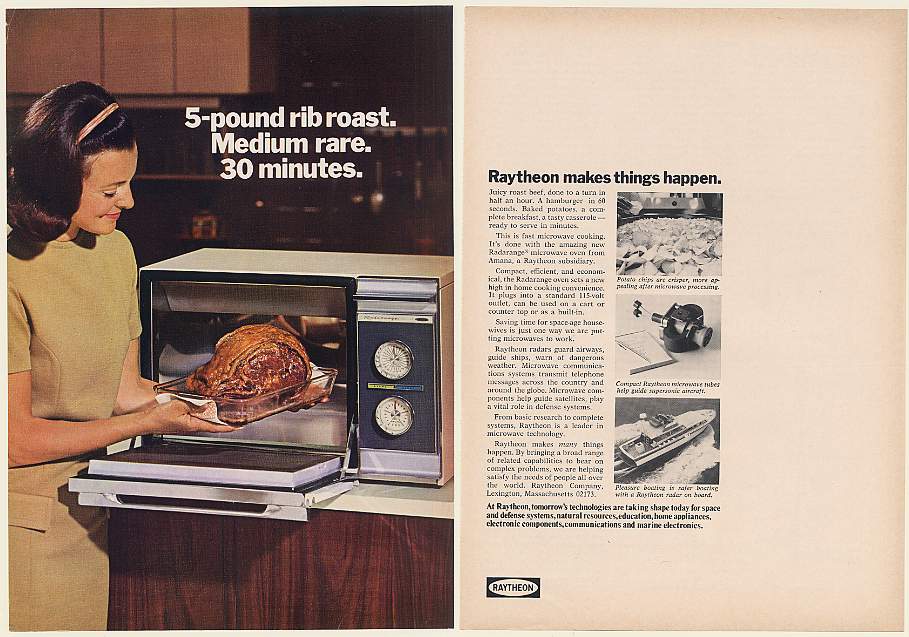 5-pound rib roast.
Medium rare.
30 minutes.
Radarange
Raytheon makes things happen.
Juicy roast beef, done to a turn in
half an hour. A hamburger in 60
seconds. Baked potatoes, a com-
plete breakfast, a tasty casserole —
ready to serve in minutes.
This is fast microwave cooking.
It's done with the amazing new
Radarange® microwave oven from
Amana, a Raytheon subsidiary.
Compact, efficient, and econom-
ical, the Radarange oven sets a new
high in home cooking convenience.
It plugs into a standard 115-volt
outlet, can be used on a cart or
counter top or as a built-in.
Saving time for space-age house-
wives is just one way we are put-
ting microwaves to work.
Raytheon radars guard airways,
guide ships, warn of dangerous
weather. Microwave communica-
tions systems transmit telephone
messages across the country and
around the globe. Microwave com-
ponents help guide satellites, play
a vital role in defense systems.
From basic research to complete
systems, Raytheon is a leader in
microwave technology.
Raytheon makes many things
happen. By bringing a broad range
of related capabilities to bear on
complex problems, we are helping
satisfy the needs of people all over
the world. Raytheon Company,
Lexington, Massachusetts 02173.
Potato chips are crisper, more ap-
pealing after microwave processing.
Compact Raytheon microwave tubes
help guide supersonic aircraft.
Pleasure boating is safer boating
with a Raytheon radar on board.
At Raytheon, tomorrow's technologies are taking shape today for space
and defense systems, natural resources, education, home appliances,
electronic components, communications and marine electronics.
RAYTHEON